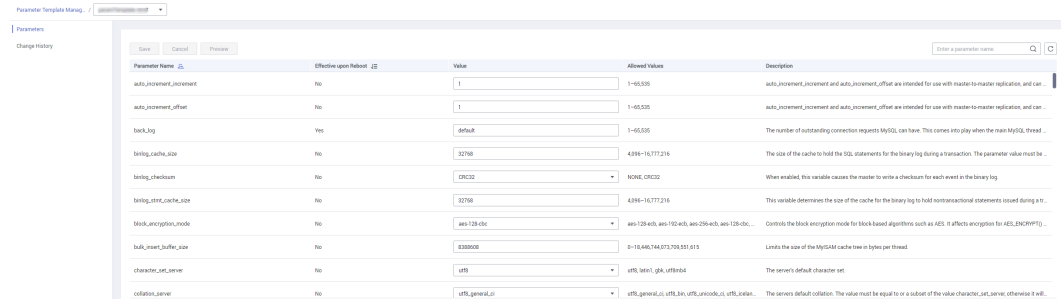 Parameter Template Manag... /
Parameters
Change History
Save Cancel Preview
Enter a parameter name.
Parameter Name Effective upon Reboot Value Allowed Values Description
auto_increment_increment No 1 1–65,535 auto_increment_increment and auto_increment_offset are intended for use with master-to-master replication, and can ...
auto_increment_offset No 1 1–65,535 auto_increment_increment and auto_increment_offset are intended for use with master-to-master replication, and can ...
back_log Yes default 1–65,535 The number of outstanding connection requests MySQL can have. This comes into play when the main MySQL thread ...
binlog_cache_size No 32768 4,096–16,777,216 The size of the cache to hold the SQL statements for the binary log during a transaction. The parameter value must be ...
binlog_checksum No CRC32 NONE, CRC32 When enabled, this variable causes the master to write a checksum for each event in the binary log.
binlog_stmt_cache_size No 32768 4,096–16,777,216 This variable determines the size of the cache for the binary log to hold nontransactional statements issued during a tr...
block_encryption_mode No aes-128-cbc aes-128-ecb, aes-192-ecb, aes-256-ecb, aes-128-cbc,... Controls the block encryption mode for block-based algorithms such as AES. It affects encryption for AES_ENCRYPT() ...
bulk_insert_buffer_size No 8388608 0–18,446,744,073,709,551,615 Limits the size of the MyISAM cache tree in bytes per thread.
character_set_server No utf8 utf8, latin1, gbk, utf8mb4 The server's default character set.
collation_server No utf8_general_ci utf8_general_ci, utf8_bin, utf8_unicode_ci, utf8_icelan... The servers default collation. The value must be equal to or a subset of the value character_set_server, otherwise it will...